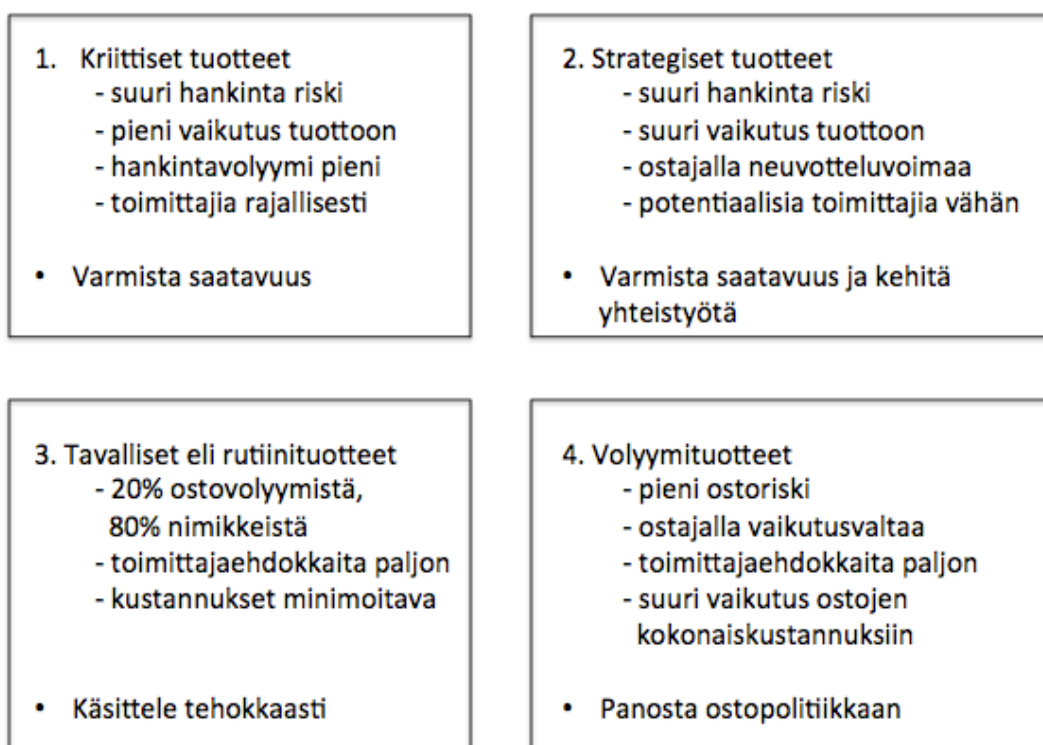 1. Kriittiset tuotteet
- suuri hankinta riski
- pieni vaikutus tuottoon
- hankintavolyymi pieni
- toimittajia rajallisesti
• Varmista saatavuus
2. Strategiset tuotteet
- suuri hankinta riski
- suuri vaikutus tuottoon
- ostajalla neuvotteluvoimaa
- potentiaalisia toimittajia vähän
• Varmista saatavuus ja kehitä
yhteistyötä
3. Tavalliset eli rutiinituotteet
- 20% ostovolyymistä,
80% nimikkeistä
- toimittajaehdokkaita paljon
- kustannukset minimoitava
• Käsittele tehokkaasti
4. Volyymituotteet
- pieni ostoriski
- ostajalla vaikutusvaltaa
- toimittajaehdokkaita paljon
- suuri vaikutus ostojen
kokonaiskustannuksiin
• Panosta ostopolitiikkaan